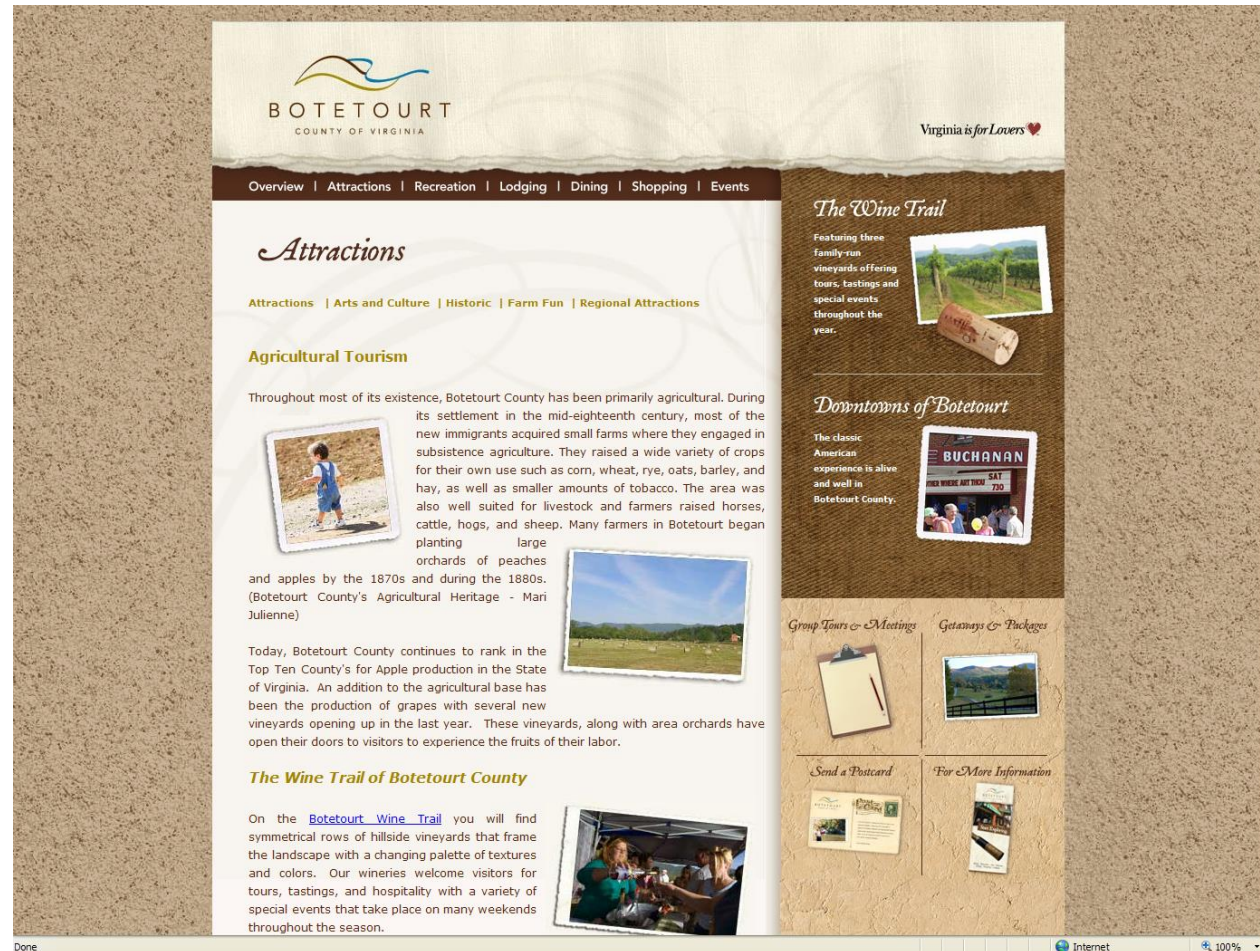 BOTETOURT
COUNTY OF VIRGINIA
Virginia is for Lovers
Overview | Attractions | Recreation | Lodging | Dining | Shopping | Events
Attractions
Attractions | Arts and Culture | Historic | Farm Fun | Regional Attractions
Agricultural Tourism
Throughout most of its existence, Botetourt County has been primarily agricultural. During
its settlement in the mid-eighteenth century, most of the
new immigrants acquired small farms where they engaged in
subsistence agriculture. They raised a wide variety of crops
for their own use such as corn, wheat, rye, oats, barley, and
hay, as well as smaller amounts of tobacco. The area was
also well suited for livestock and farmers raised horses,
cattle, hogs, and sheep. Many farmers in Botetourt began
planting large
orchards of peaches
and apples by the 1870s and during the 1880s.
(Botetourt County's Agricultural Heritage - Mari
Julienne)
Today, Botetourt County continues to rank in the
Top Ten County's for Apple production in the State
of Virginia. An addition to the agricultural base has
been the production of grapes with several new
vineyards opening up in the last year. These vineyards, along with area orchards have
open their doors to visitors to experience the fruits of their labor.
The Wine Trail of Botetourt County
On the Botetourt Wine Trail you will find
symmetrical rows of hillside vineyards that frame
the landscape with a changing palette of textures
and colors. Our wineries welcome visitors for
tours, tastings, and hospitality with a variety of
special events that take place on many weekends
throughout the season.
The Wine Trail
Featuring three
family-run
vineyards offering
tours, tastings and
special events
throughout the
year.
Downtowns of Botetourt
The classic
American
experience is alive
and well in
Botetourt County.
BUCHANAN
WHERE ART THOU SAT
730
Group Tours & Meetings
Getaways & Packages
Send a Postcard
For More Information
BOTETOURT
Done
Internet
100%